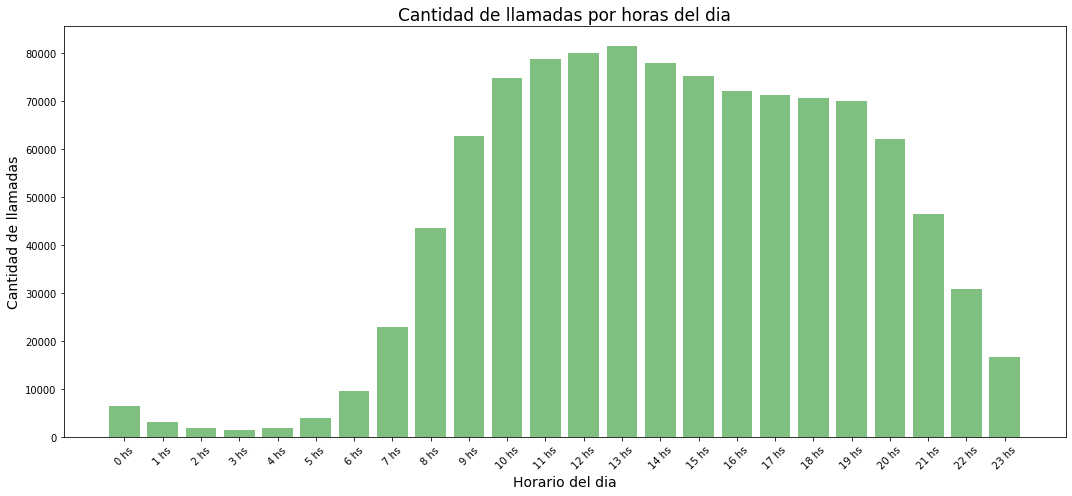 Cantidad de llamadas por horas del dia
Cantidad de llamadas
80000
70000
60000
50000
40000
30000
20000
10000
0
0 hs 1 hs 2 hs 3 hs 4 hs 5 hs 6 hs 7 hs 8 hs 9 hs 10 hs 11 hs 12 hs 13 hs 14 hs 15 hs 16 hs 17 hs 18 hs 19 hs 20 hs 21 hs 22 hs 23 hs
Horario del dia